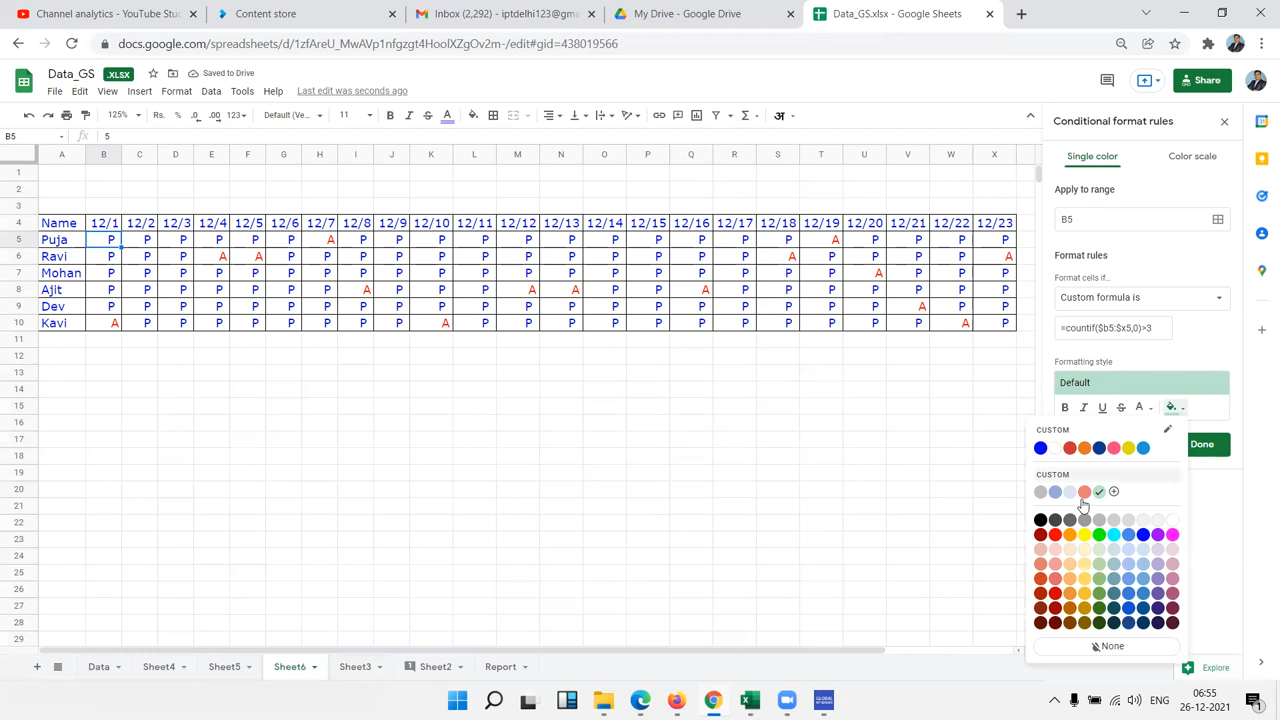 Channel analytics - YouTube Stu
Content store
Inbox (2,292) - iptdelhi123@gm
My Drive - Google Drive
Data_GS.xlsx - Google Sheets
docs.google.com/spreadsheets/d/1zfAreU_MwAVp1nfgzgt4HoolXZgOv2m-/edit#gid=438019566
Data_GS .XLSX Saved to Drive
File Edit View Insert Format Data Tools Help Last edit was seconds ago
Share
125% Rs. % .0 .00 123 Default (Ve... 11 B I S A
B5 fx 5
A B C D E F G H I J K L M N O P Q R S T U V W X
1
2
3
4 Name 12/1 12/2 12/3 12/4 12/5 12/6 12/7 12/8 12/9 12/10 12/11 12/12 12/13 12/14 12/15 12/16 12/17 12/18 12/19 12/20 12/21 12/22 12/23
5 Puja P P P P P P A P P P P P P P P P P P A P P P P
6 Ravi P P P A A P P P P P P P P P P P P A P P P P A
7 Mohan P P P P P P P P P P P P P P P P P P P A P P P
8 Ajit P P P P P P P A P P P A A P P A P P P P P P P
9 Dev P P P P P P P P P P P P P P P P P P P P A P P
10 Kavi A P P P P P P P P A P P P P P P P P P P P A P
11
12
13
14
15
16
17
18
19
20
21
22
23
24
25
26
27
28
29
Conditional format rules
Single color Color scale
Apply to range
B5
Format rules
Format cells if…
Custom formula is
=countif($b5:$x5,0)>3
Formatting style
Default
B I U S A
CUSTOM
Done
CUSTOM
None
Data Sheet4 Sheet5 Sheet6 Sheet3 Sheet2 Report
Explore
ENG
06:55
26-12-2021